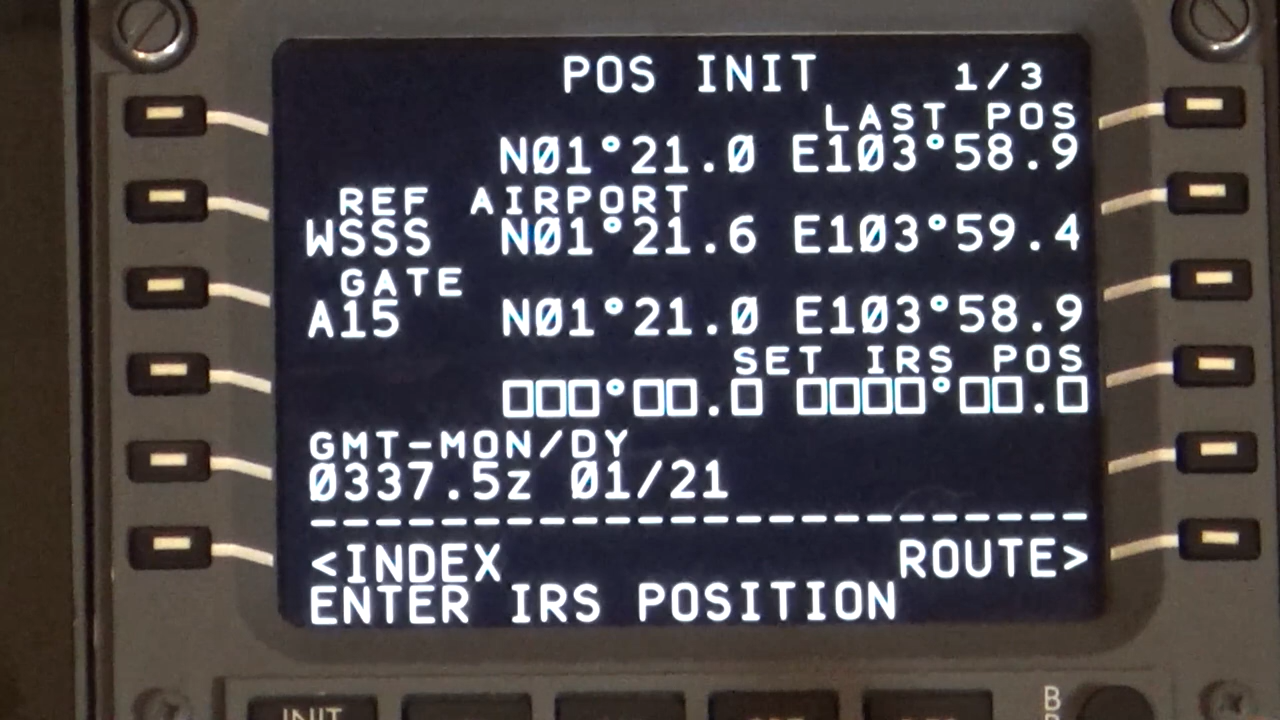 POS INIT 1/3
LAST POS
N01°21.0 E103°58.9
REF AIRPORT
WSSS N01°21.6 E103°59.4
GATE
A15 N01°21.0 E103°58.9
SET IRS POS
□□□°□□.□ □□□□°□□.□
GMT-MON/DY
0337.5z 01/21
------------------------
<INDEX ROUTE>
ENTER IRS POSITION
INIT
B